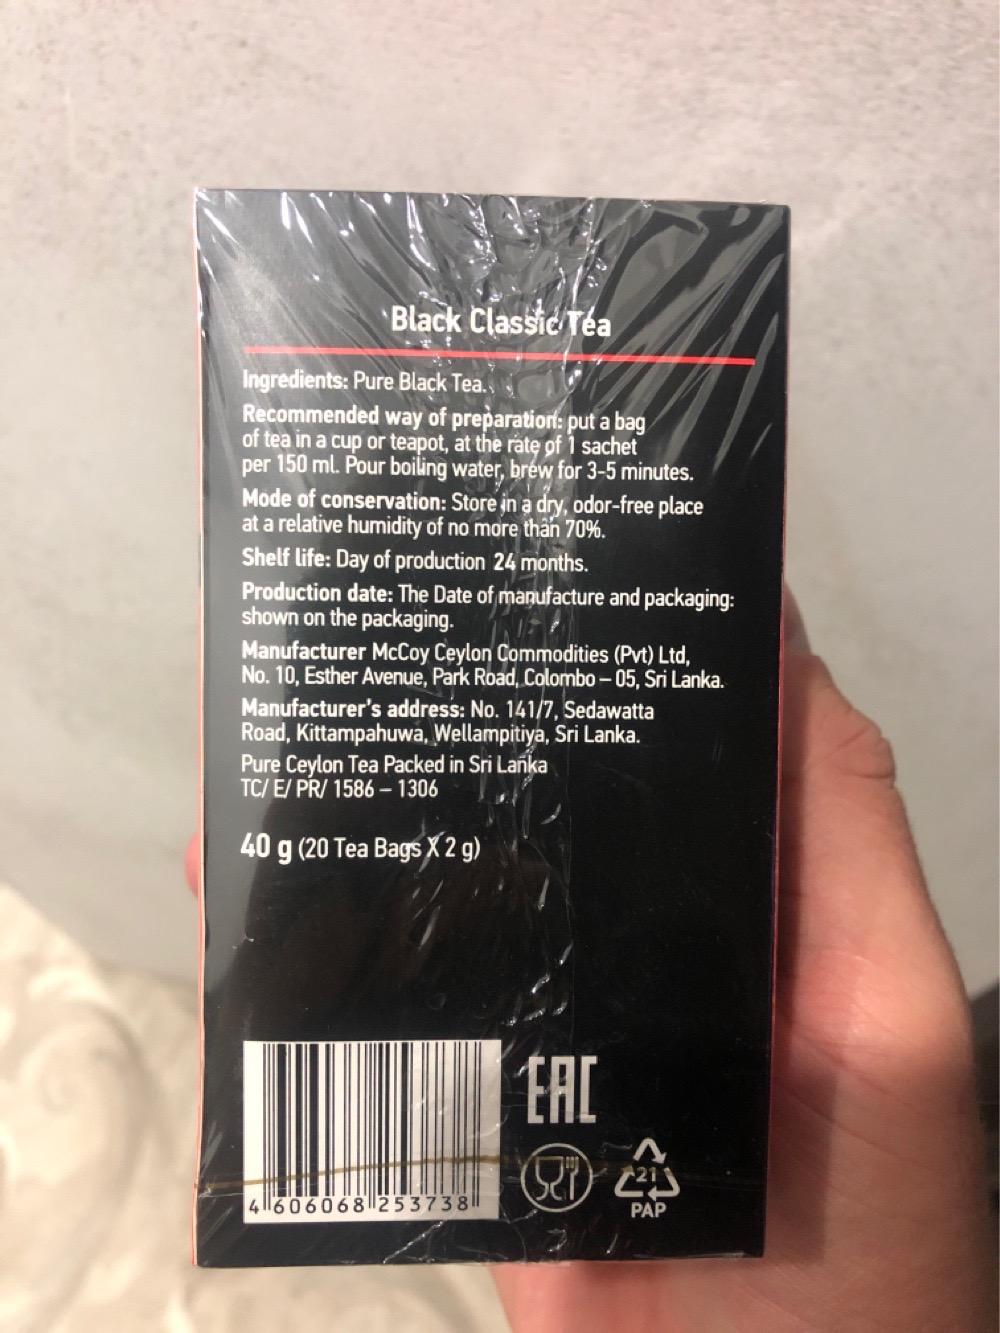 Black Classic Tea
Ingredients: Pure Black Tea.
Recommended way of preparation: put a bag
of tea in a cup or teapot, at the rate of 1 sachet
per 150 ml. Pour boiling water, brew for 3-5 minutes.
Mode of conservation: Store in a dry, odor-free place
at a relative humidity of no more than 70%.
Shelf life: Day of production 24 months.
Production date: The Date of manufacture and packaging:
shown on the packaging.
Manufacturer McCoy Ceylon Commodities (Pvt) Ltd,
No. 10, Esther Avenue, Park Road, Colombo – 05, Sri Lanka.
Manufacturer's address: No. 141/7, Sedawatta
Road, Kittampahuwa, Wellampitiya, Sri Lanka.
Pure Ceylon Tea Packed in Sri Lanka
TC/ E/ PR/ 1586 – 1306
40 g (20 Tea Bags X 2 g)
EAC
4 606068 253738
21
PAP